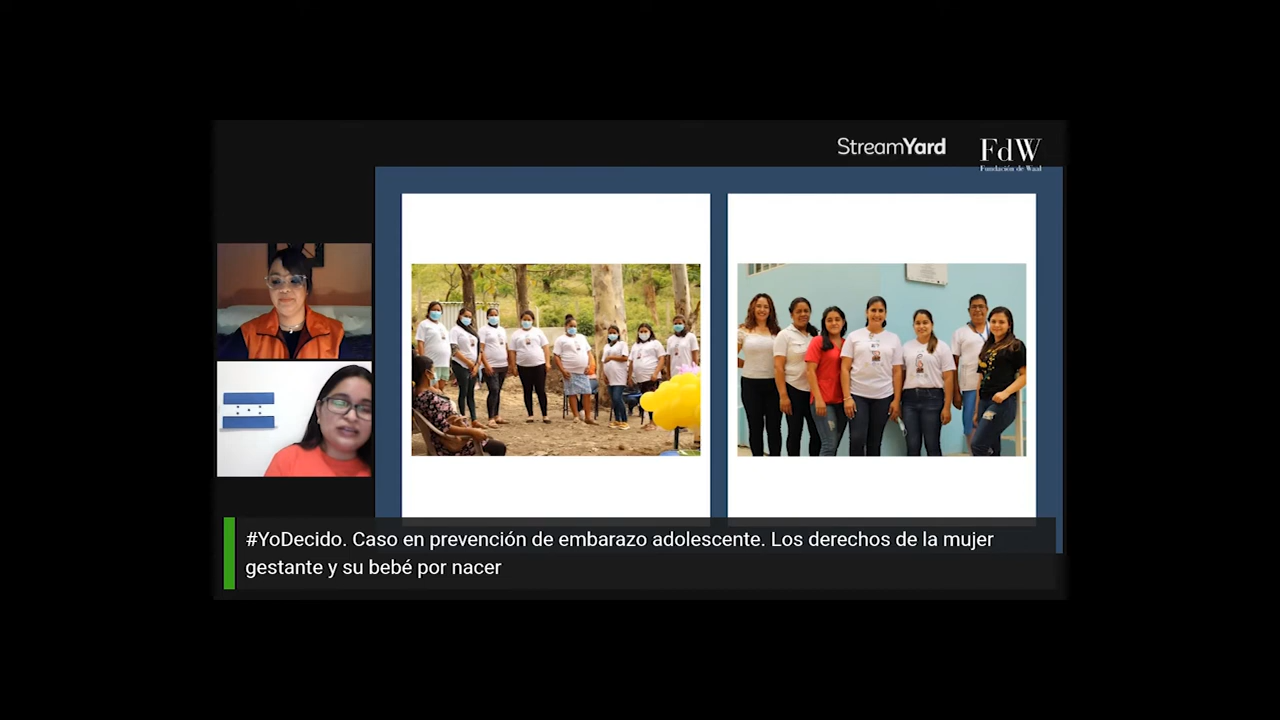 StreamYard
FdW
Fundación de Waal
#YoDecido. Caso en prevención de embarazo adolescente. Los derechos de la mujer
gestante y su bebé por nacer